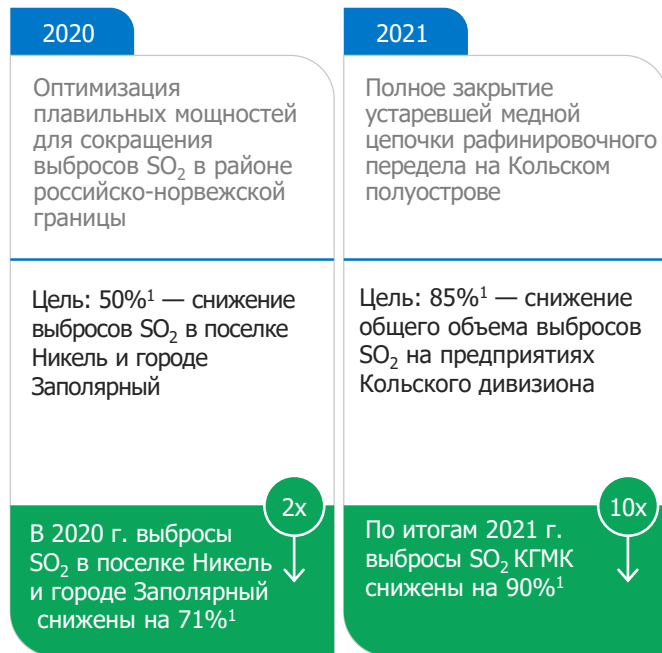 2020
Оптимизация
плавильных мощностей
для сокращения
выбросов SO₂ в районе
российско-норвежской
границы
Цель: 50%¹ — снижение
выбросов SO₂ в поселке
Никель и городе
Заполярный
2x
В 2020 г. выбросы
SO₂ в поселке Никель
и городе Заполярный
снижены на 71%¹
2021
Полное закрытие
устаревшей медной
цепочки рафинировочного
передела на Кольском
полуострове
Цель: 85%¹ — снижение
общего объема выбросов
SO₂ на предприятиях
Кольского дивизиона
10x
По итогам 2021 г.
выбросы SO₂ КГМК
снижены на 90%¹